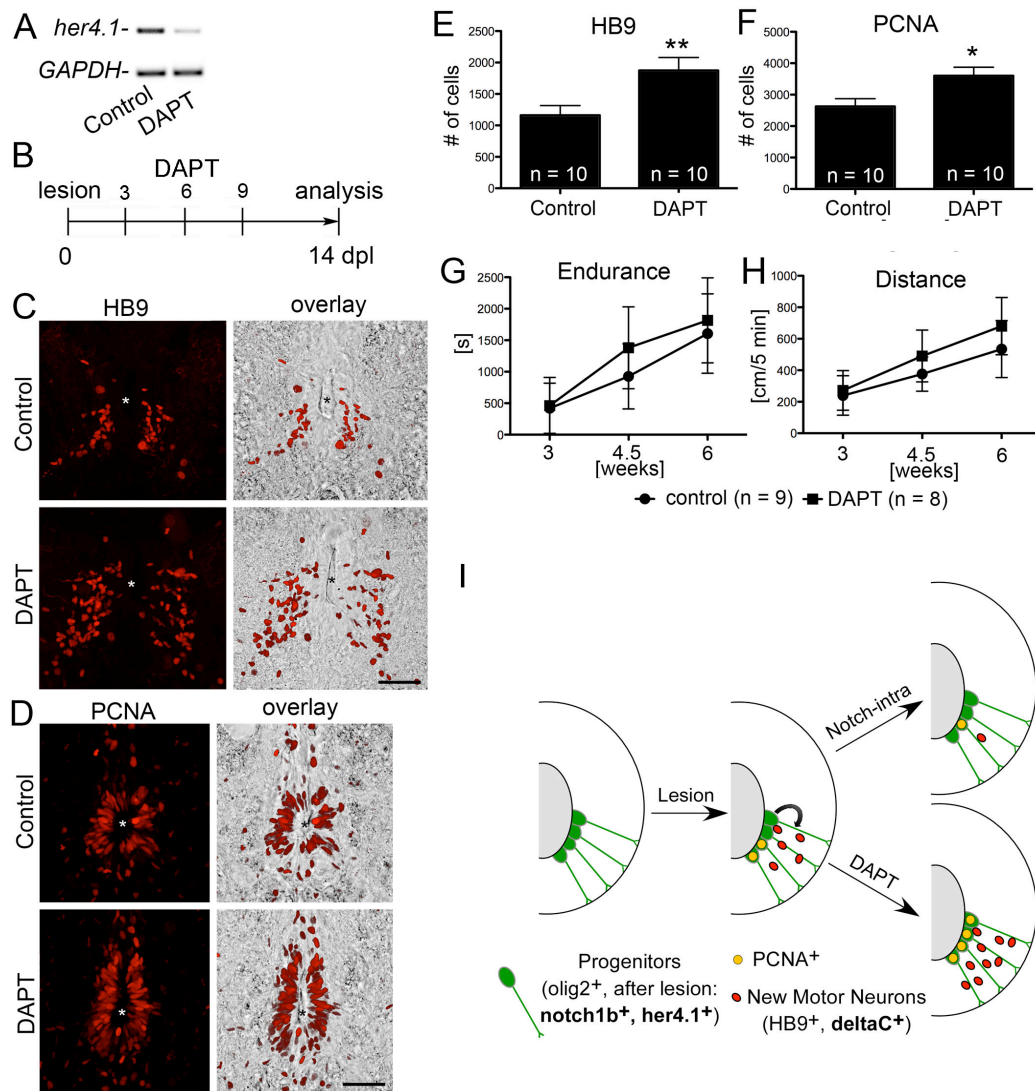 A
her4.1-
GAPDH-
Control
DAPT
B
DAPT
lesion 3 6 9 analysis
0 14 dpl
C
HB9 overlay
Control
*
*
DAPT
*
*
D
PCNA overlay
Control
*
*
DAPT
*
*
E
HB9
# of cells
2500
2000
1500
1000
500
0
**
n = 10 n = 10
Control DAPT
F
PCNA
# of cells
5000
4000
3000
2000
1000
0
*
n = 10 n = 10
Control DAPT
G
Endurance
[s]
2500
2000
1500
1000
500
0
3 4.5 6
[weeks]
H
Distance
[cm/5 min]
1000
800
600
400
200
0
3 4.5 6
[weeks]
control (n = 9) DAPT (n = 8)
I
Lesion
Notch-intra
DAPT
Progenitors
(olig2+, after lesion:
notch1b+, her4.1+)
PCNA+
New Motor Neurons
(HB9+, deltaC+)